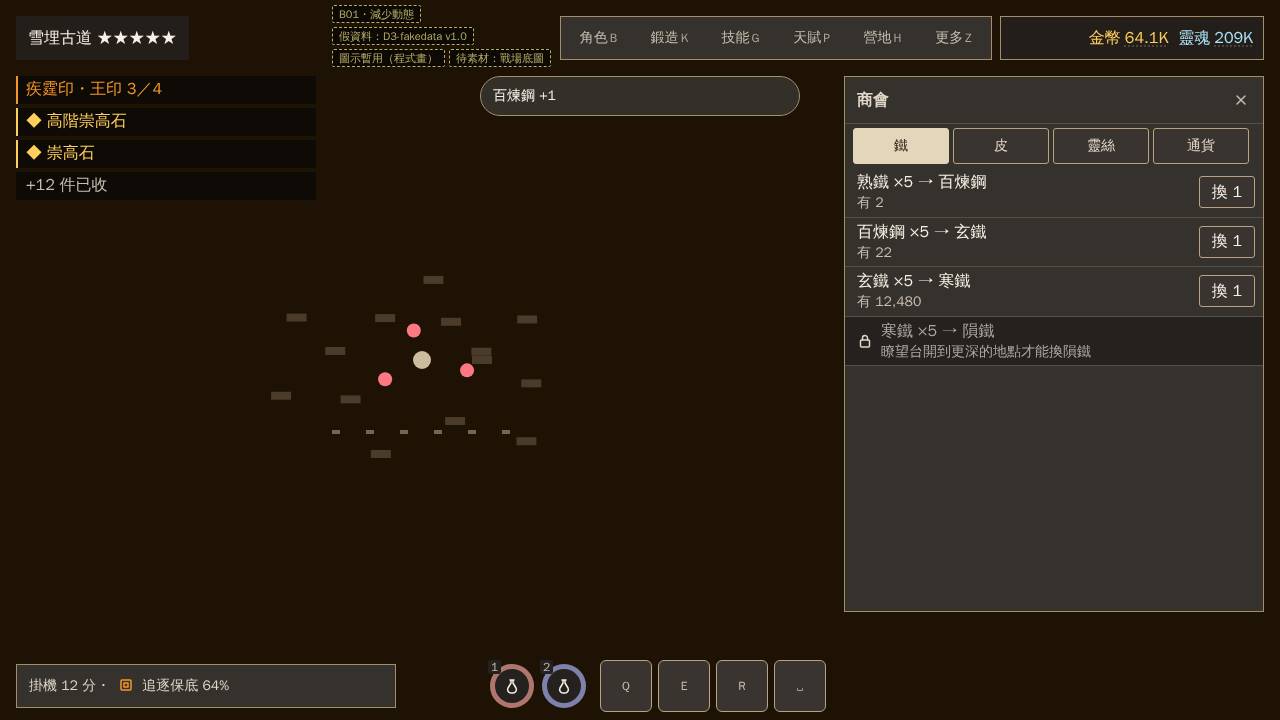 雪埋古道 ★★★★★
B01・減少動態
假資料：D3-fakedata v1.0
圖示暫用（程式畫） 待素材：戰場底圖
角色B 鍛造K 技能G 天賦P 營地H 更多Z
金幣 64.1K 靈魂 209K
疾霆印・王印 3／4
◆ 高階崇高石
◆ 崇高石
+12 件已收
百煉鋼 +1
商會 ×
鐵 皮 靈絲 通貨
熟鐵 ×5 → 百煉鋼
有 2
換 1
百煉鋼 ×5 → 玄鐵
有 22
換 1
玄鐵 ×5 → 寒鐵
有 12,480
換 1
寒鐵 ×5 → 隕鐵
瞭望台開到更深的地點才能換隕鐵
掛機 12 分・ 追逐保底 64%
1 2
Q E R ⎵